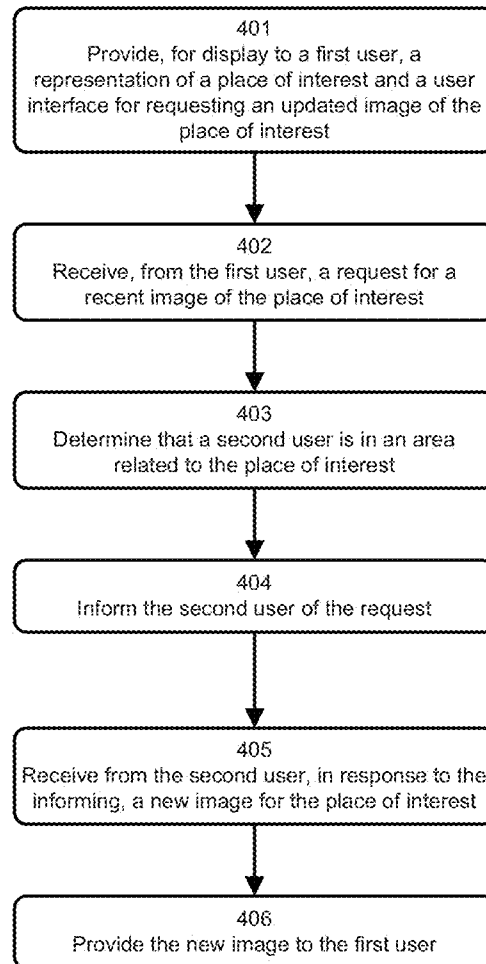 401
Provide, for display to a first user, a
representation of a place of interest and a user
interface for requesting an updated image of the
place of interest
402
Receive, from the first user, a request for a
recent image of the place of interest
403
Determine that a second user is in an area
related to the place of interest
404
Inform the second user of the request
405
Receive from the second user, in response to the
informing, a new image for the place of interest
406
Provide the new image to the first user